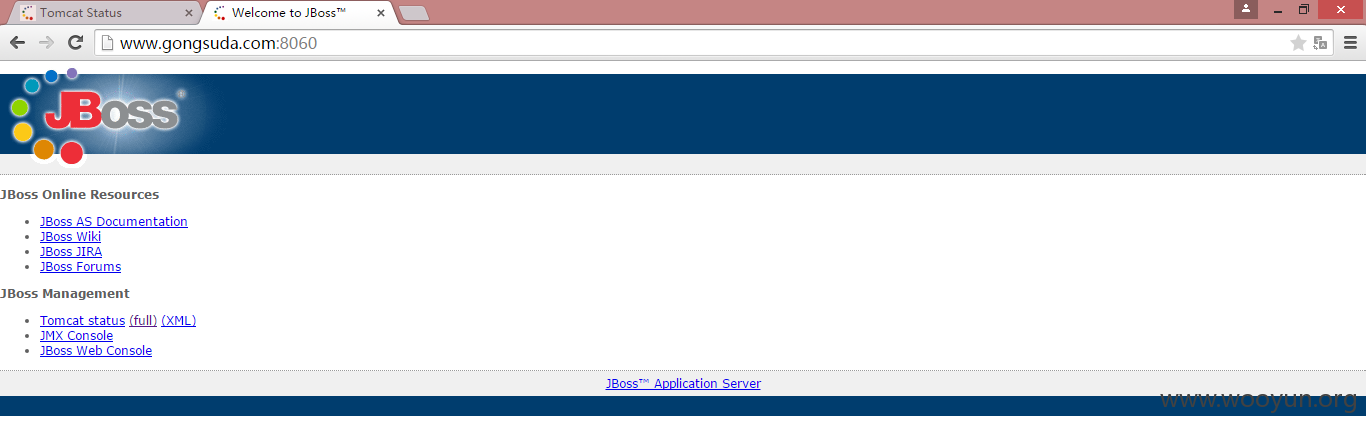 Tomcat Status
Welcome to JBoss™
www.gongsuda.com:8060
JBoss®
JBoss Online Resources
JBoss AS Documentation
JBoss Wiki
JBoss JIRA
JBoss Forums
JBoss Management
Tomcat status (full) (XML)
JMX Console
JBoss Web Console
JBoss™ Application Server
www.wooyun.org